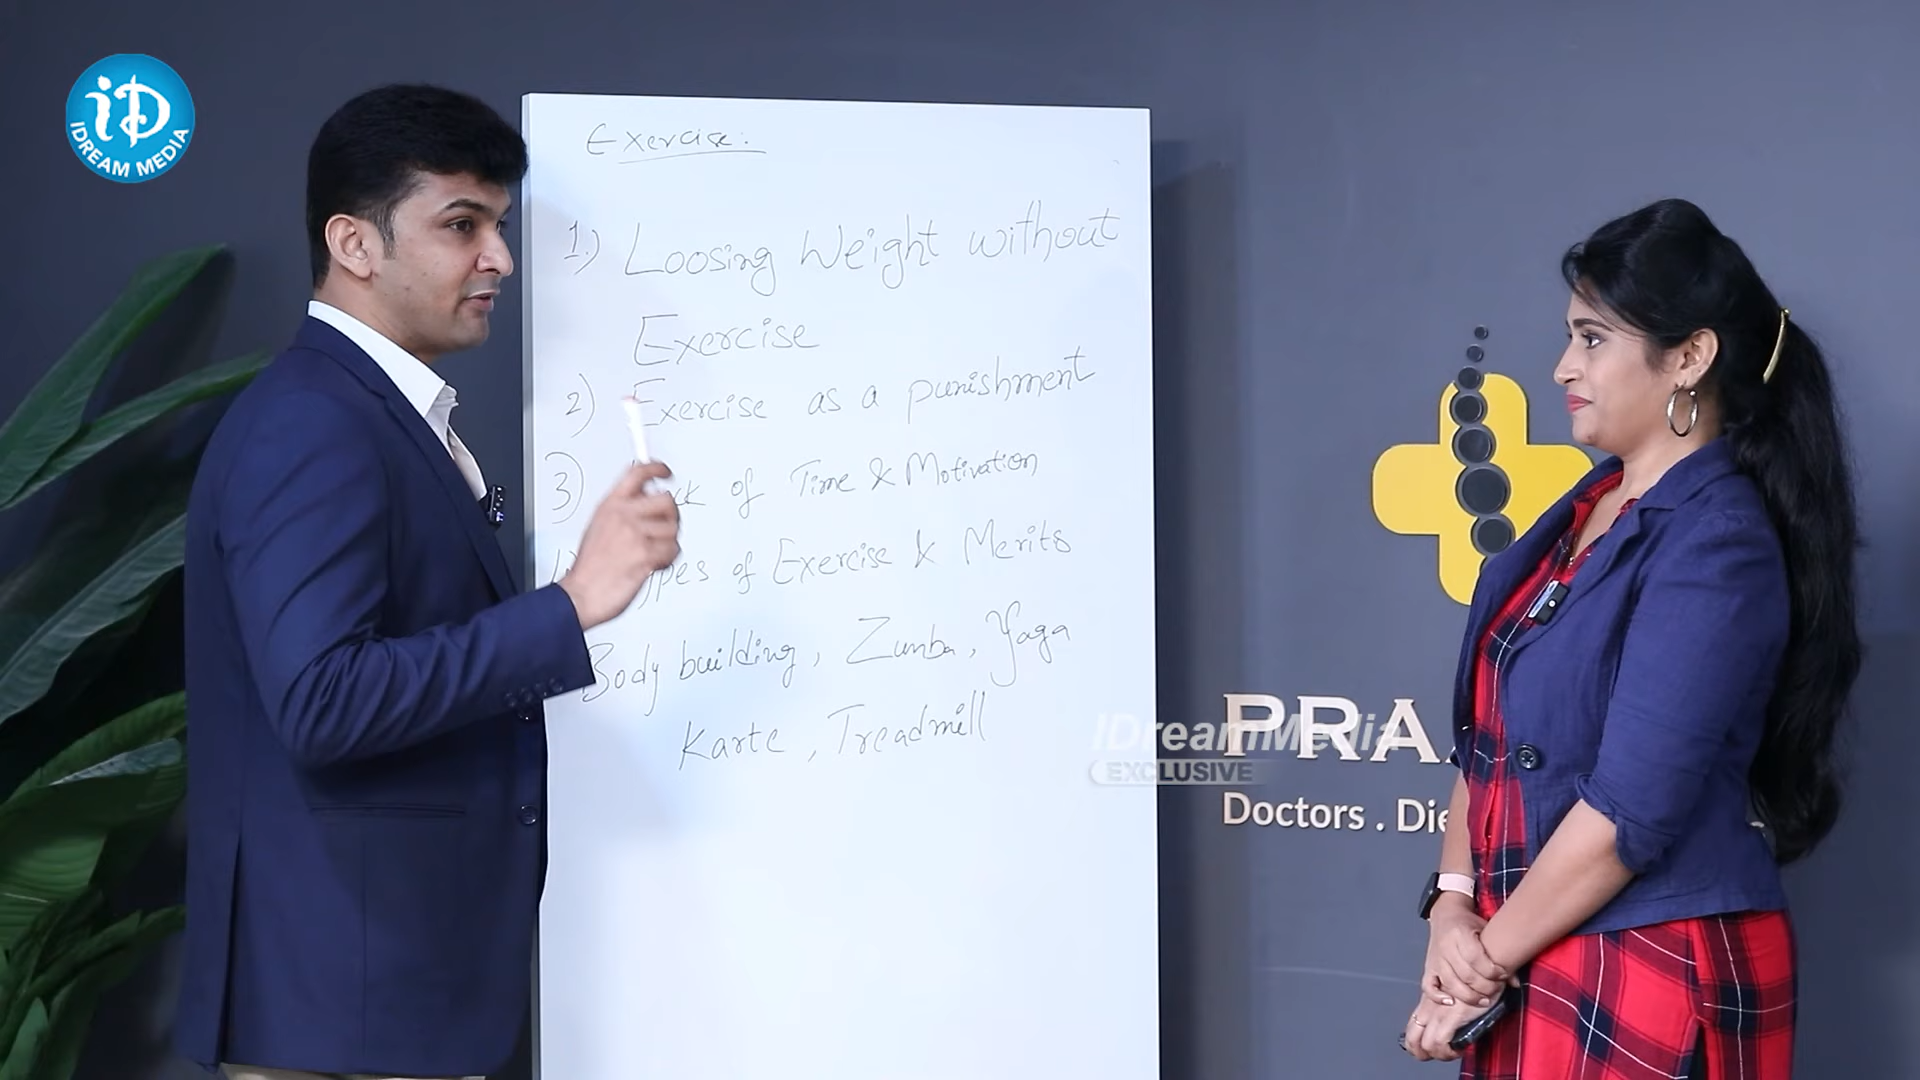 iD
IDREAM MEDIA
Exercise:
1.) Loosing Weight without
Exercise
2) Exercise as a punishment
3) of Time & Motivation
of Exercise & Merits
Body building, Zumba, Yaga
Karte, Treadmill
IDreamMedia
EXCLUSIVE
PRA
Doctors . Die